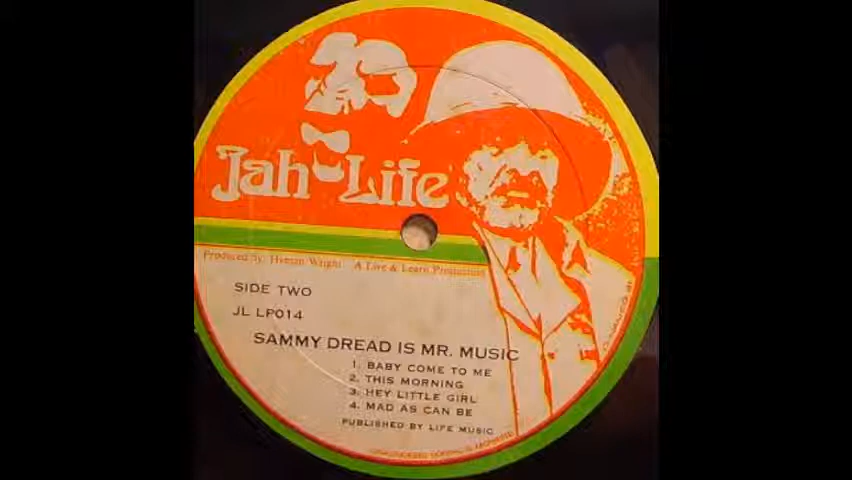 Jah Life
Produced by: Hyman Wright   A Live & Learn Production
SIDE TWO
JL LP014
SAMMY DREAD IS MR. MUSIC
1. BABY COME TO ME
2. THIS MORNING
3. HEY LITTLE GIRL
4. MAD AS CAN BE
PUBLISHED BY LIFE MUSIC